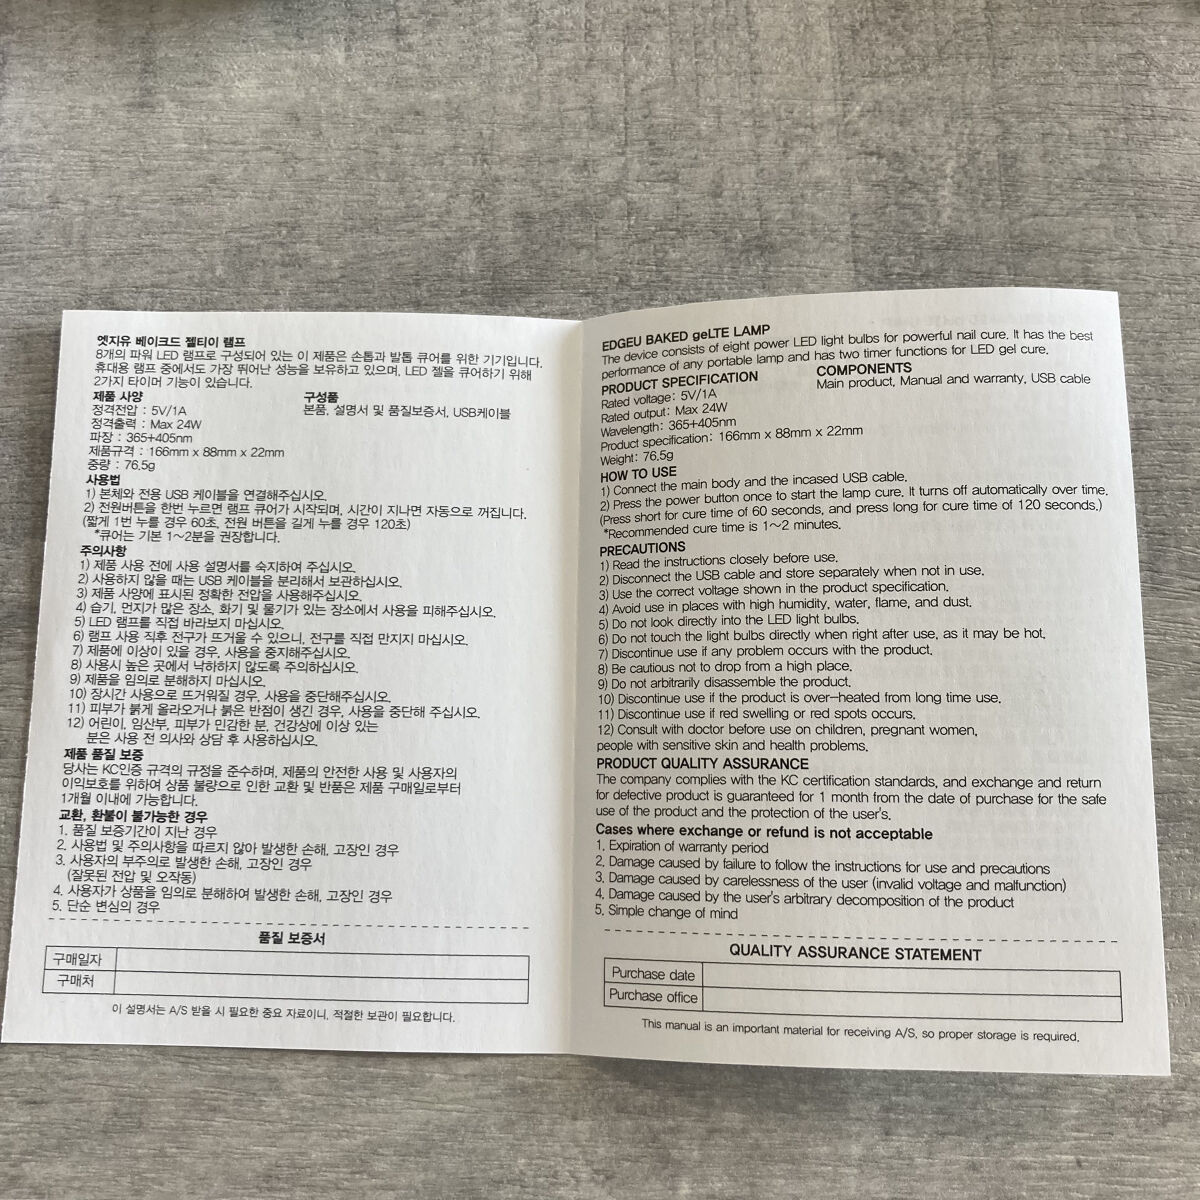 엣지유 베이크드 젤티이 램프
8개의 파워 LED 램프로 구성되어 있는 이 제품은 손톱과 발톱 큐어를 위한 기기입니다.
휴대용 램프 중에서도 가장 뛰어난 성능을 보유하고 있으며, LED 젤을 큐어하기 위해
2가지 타이머 기능이 있습니다.
제품 사양
정격전압 : 5V/1A
정격출력 : Max 24W
파장 : 365+405nm
제품규격 : 166mm x 88mm x 22mm
중량 : 76.5g
구성품
본품, 설명서 및 품질보증서, USB케이블
사용법
1) 본체와 전용 USB 케이블을 연결해주십시오.
2) 전원버튼을 한번 누르면 램프 큐어가 시작되며, 시간이 지나면 자동으로 꺼집니다.
(짧게 1번 누를 경우 60초, 전원 버튼을 길게 누를 경우 120초)
*큐어는 기본 1~2분을 권장합니다.
주의사항
1) 제품 사용 전에 사용 설명서를 숙지하여 주십시오.
2) 사용하지 않을 때는 USB 케이블을 분리해서 보관하십시오.
3) 제품 사양에 표시된 정확한 전압을 사용해주십시오.
4) 습기, 먼지가 많은 장소, 화기 및 물기가 있는 장소에서 사용을 피해주십시오.
5) LED 램프를 직접 바라보지 마십시오.
6) 램프 사용 직후 전구가 뜨거울 수 있으니, 전구를 직접 만지지 마십시오.
7) 제품에 이상이 있을 경우, 사용을 중지해주십시오.
8) 사용시 높은 곳에서 낙하하지 않도록 주의하십시오.
9) 제품을 임의로 분해하지 마십시오.
10) 장시간 사용으로 뜨거워질 경우, 사용을 중단해주십시오.
11) 피부가 붉게 올라오거나 붉은 반점이 생긴 경우, 사용을 중단해 주십시오.
12) 어린이, 임산부, 피부가 민감한 분, 건강상에 이상 있는
분은 사용 전 의사와 상담 후 사용하십시오.
제품 품질 보증
당사는 KC인증 규격의 규정을 준수하며, 제품의 안전한 사용 및 사용자의
이익보호를 위하여 상품 불량으로 인한 교환 및 반품은 제품 구매일로부터
1개월 이내에 가능합니다.
교환, 환불이 불가능한 경우
1. 품질 보증기간이 지난 경우
2. 사용법 및 주의사항을 따르지 않아 발생한 손해, 고장인 경우
3. 사용자의 부주의로 발생한 손해, 고장인 경우
(잘못된 전압 및 오작동)
4. 사용자가 상품을 임의로 분해하여 발생한 손해, 고장인 경우
5. 단순 변심의 경우
품질 보증서
구매일자
구매처
이 설명서는 A/S 받을 시 필요한 중요 자료이니, 적절한 보관이 필요합니다.
EDGEU BAKED geLTE LAMP
The device consists of eight power LED light bulbs for powerful nail cure. It has the best
performance of any portable lamp and has two timer functions for LED gel cure.
PRODUCT SPECIFICATION
Rated voltage: 5V/1A
Rated output: Max 24W
Wavelength: 365+405nm
Product specification: 166mm x 88mm x 22mm
Weight: 76.5g
COMPONENTS
Main product, Manual and warranty, USB cable
HOW TO USE
1) Connect the main body and the incased USB cable.
2) Press the power button once to start the lamp cure. It turns off automatically over time.
(Press short for cure time of 60 seconds, and press long for cure time of 120 seconds.)
*Recommended cure time is 1~2 minutes.
PRECAUTIONS
1) Read the instructions closely before use.
2) Disconnect the USB cable and store separately when not in use.
3) Use the correct voltage shown in the product specification.
4) Avoid use in places with high humidity, water, flame, and dust.
5) Do not look directly into the LED light bulbs.
6) Do not touch the light bulbs directly when right after use, as it may be hot.
7) Discontinue use if any problem occurs with the product.
8) Be cautious not to drop from a high place.
9) Do not arbitrarily disassemble the product.
10) Discontinue use if the product is over-heated from long time use.
11) Discontinue use if red swelling or red spots occurs.
12) Consult with doctor before use on children, pregnant women,
people with sensitive skin and health problems.
PRODUCT QUALITY ASSURANCE
The company complies with the KC certification standards, and exchange and return
for defective product is guaranteed for 1 month from the date of purchase for the safe
use of the product and the protection of the user's.
Cases where exchange or refund is not acceptable
1. Expiration of warranty period
2. Damage caused by failure to follow the instructions for use and precautions
3. Damage caused by carelessness of the user (invalid voltage and malfunction)
4. Damage caused by the user's arbitrary decomposition of the product
5. Simple change of mind
QUALITY ASSURANCE STATEMENT
Purchase date
Purchase office
This manual is an important material for receiving A/S, so proper storage is required.